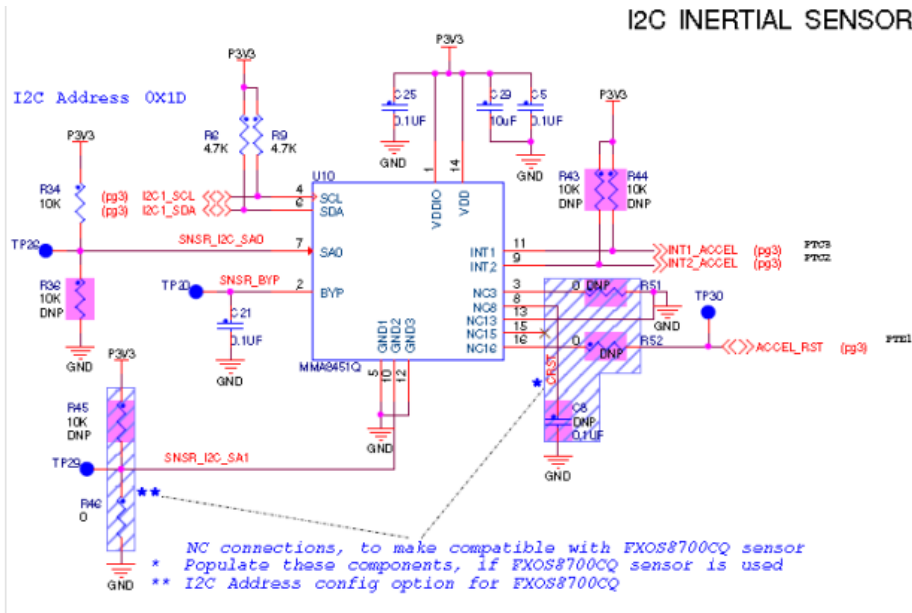 I2C INERTIAL SENSOR
P3V3
P3V3
I2C Address 0X1D
C25
0.1UF
C29
10uF
C5
0.1UF
P3V3
P3V3
R6
4.7K
R9
4.7K
GND
GND
R34
10K
U10
1
14
VDDIO
VDD
R43
10K
DNP
R44
10K
DNP
(pg3) I2C1_SCL
4
SCL
(pg3) I2C1_SDA
6
SDA
TP26
SNSR_I2C_SA0
7
SA0
INT1
11
INT1_ACCEL (pg3)
PTC3
INT2
9
INT2_ACCEL (pg3)
PTC2
R36
10K
DNP
TP20
SNSR_BYP
2
BYP
NC3
3
0
DNP
R51
NC8
8
GND
TP30
NC13
13
NC15
15
NC16
16
0
DNP
R52
ACCEL_RST (pg3)
PTE1
C21
0.1UF
GND
GND
GND1
GND2
GND3
MMA8451Q
5
10
12
CRST
*
P3V3
R45
10K
DNP
C8
DNP
0.1UF
GND
GND
TP29
SNSR_I2C_SA1
**
R46
0
GND
NC connections, to make compatible with FXOS8700CQ sensor
* Populate these components, if FXOS8700CQ sensor is used
** I2C Address config option for FXOS8700CQ